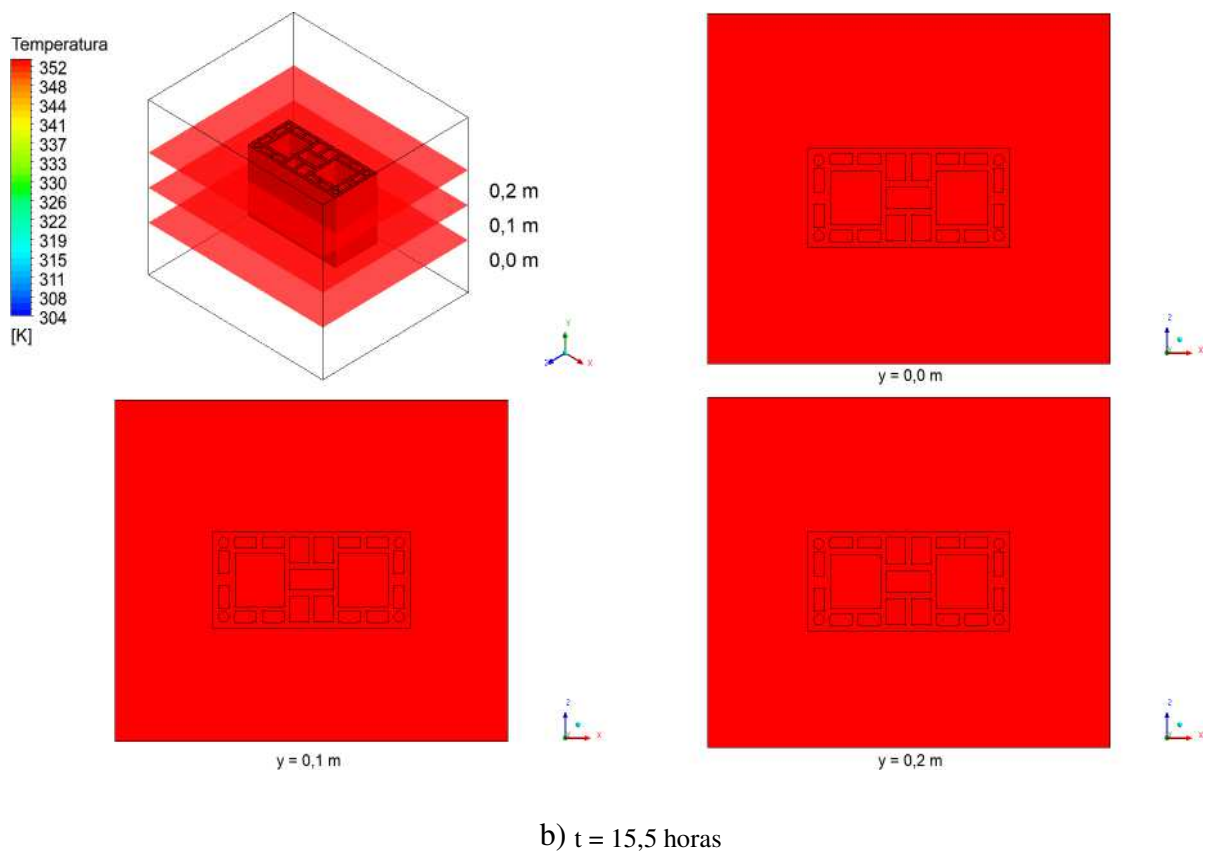 Temperatura
352
348
344
341
337
333
330
326
322
319
315
311
308
304
[K]
0,2 m
0,1 m
0,0 m
Y
Z
X
y = 0,0 m
Z
Y
X
y = 0,1 m
Z
Y
X
y = 0,2 m
Z
Y
X
b) t = 15,5 horas